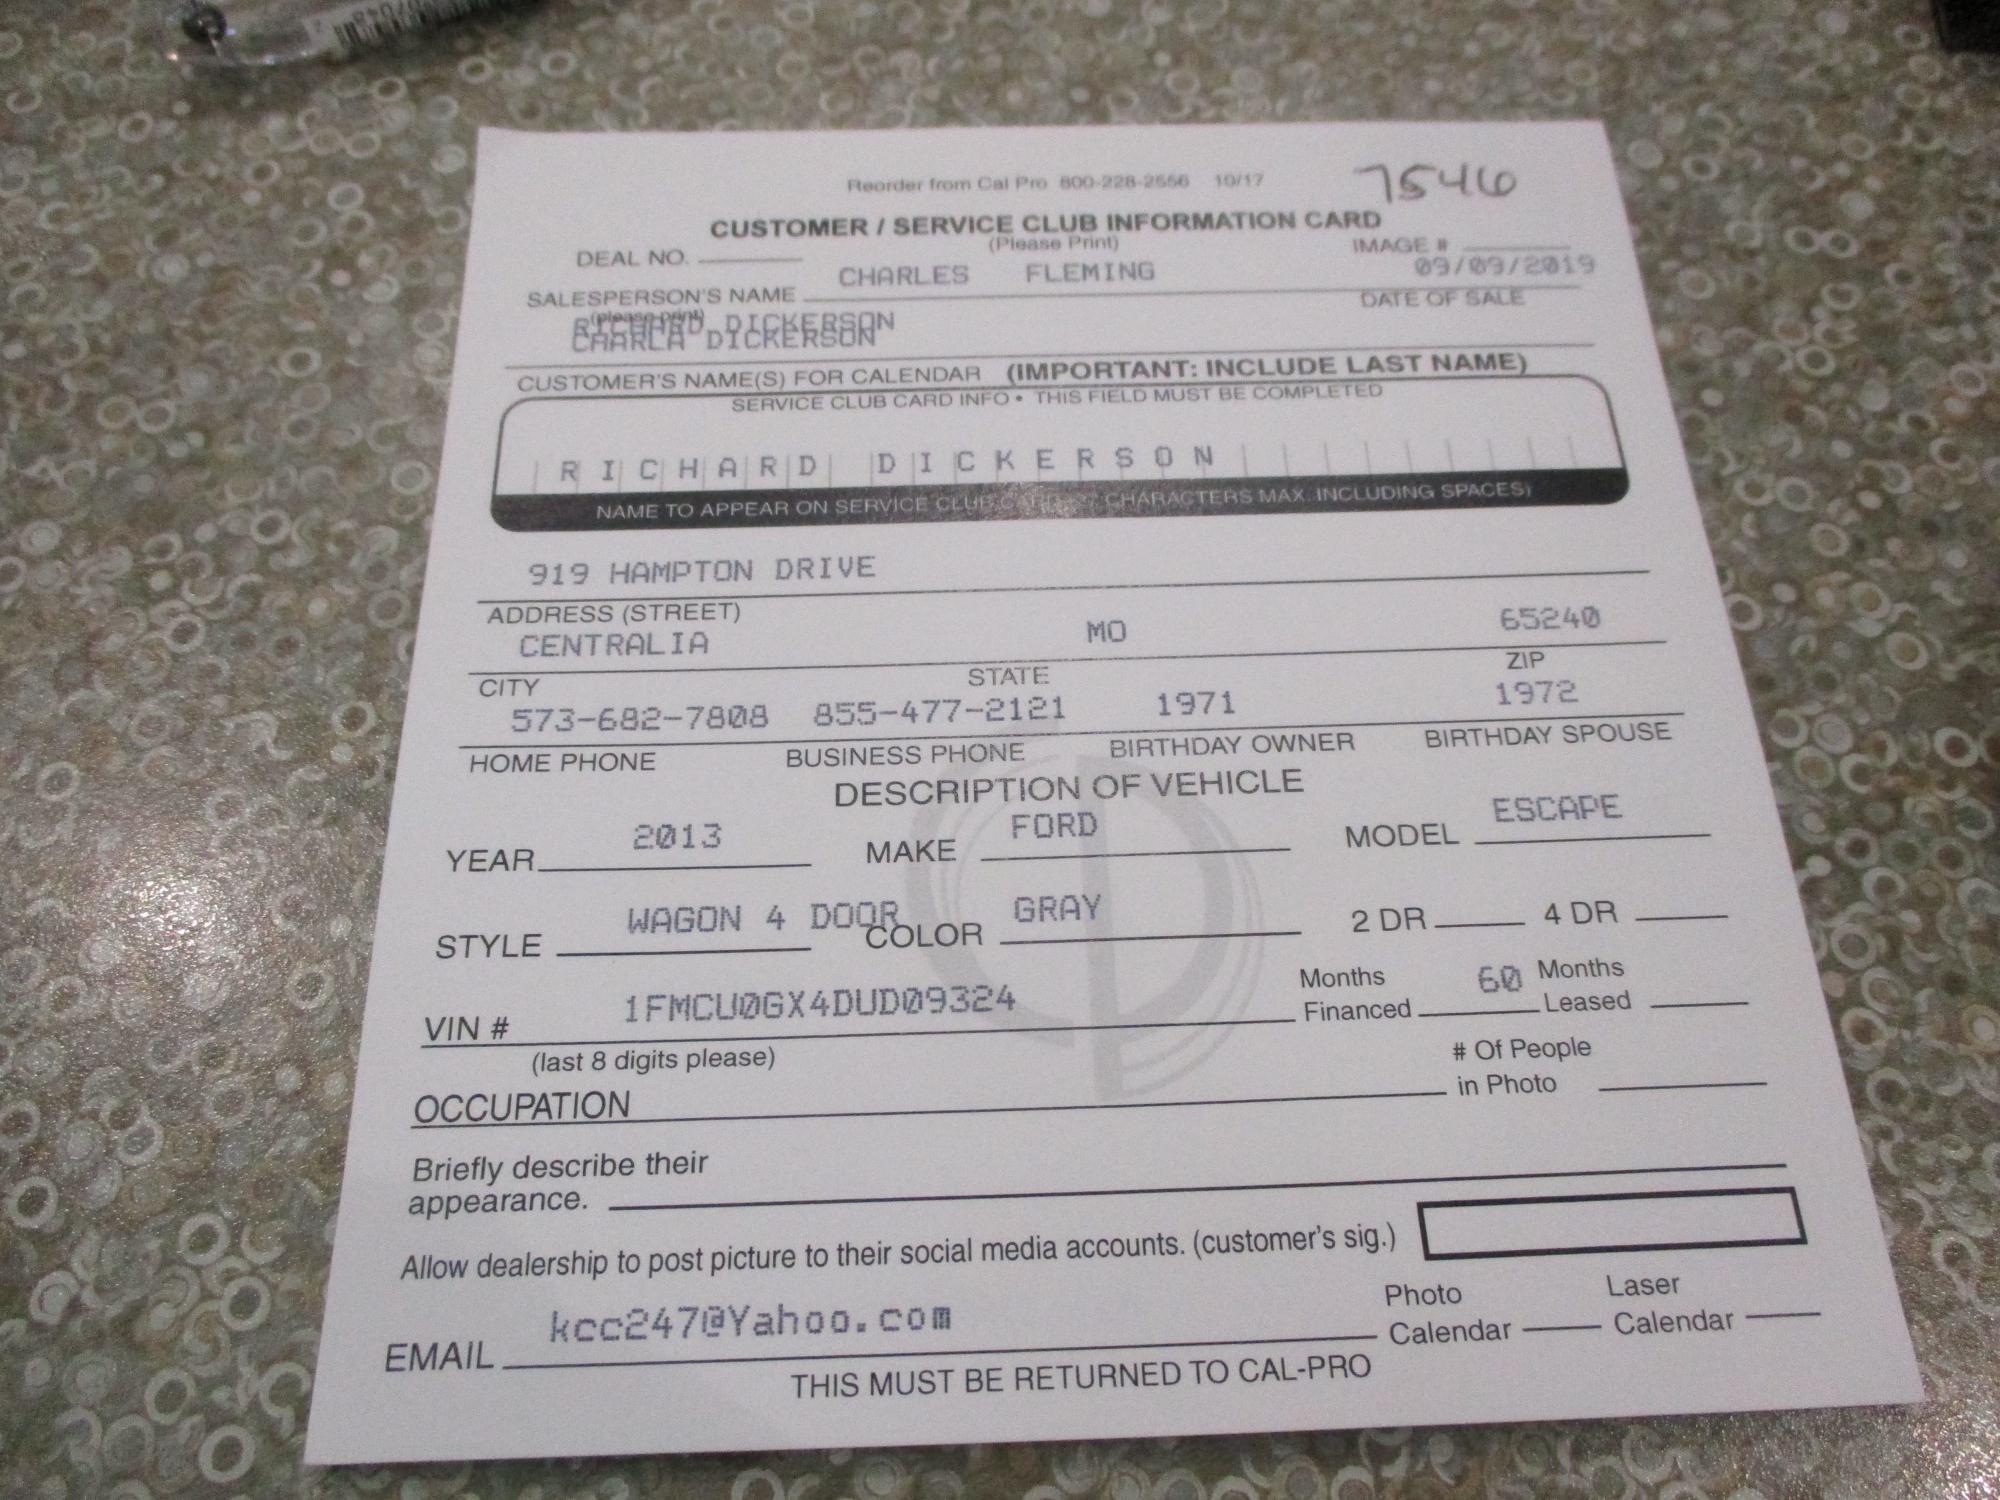 Reorder from Cal Pro 800-228-2556 10/17
7546
CUSTOMER / SERVICE CLUB INFORMATION CARD
(Please Print)
DEAL NO. IMAGE #
CHARLES FLEMING 09/09/2019
SALESPERSON'S NAME DATE OF SALE
(please print)
RICHARD DICKERSON
CHARLA DICKERSON
CUSTOMER'S NAME(S) FOR CALENDAR (IMPORTANT: INCLUDE LAST NAME)
SERVICE CLUB CARD INFO • THIS FIELD MUST BE COMPLETED
RICHARD DICKERSON
NAME TO APPEAR ON SERVICE CLUB CHARACTERS MAX. INCLUDING SPACES)
919 HAMPTON DRIVE
ADDRESS (STREET)
CENTRALIA MO 65240
CITY STATE ZIP
573-682-7808 855-477-2121 1971 1972
HOME PHONE BUSINESS PHONE BIRTHDAY OWNER BIRTHDAY SPOUSE
DESCRIPTION OF VEHICLE
YEAR 2013 MAKE FORD MODEL ESCAPE
STYLE WAGON 4 DOOR COLOR GRAY 2 DR 4 DR
VIN # 1FMCU0GX4DUD09324 Months Financed 60 Months Leased
(last 8 digits please)
OCCUPATION # Of People in Photo
Briefly describe their
appearance.
Allow dealership to post picture to their social media accounts. (customer's sig.)
EMAIL kcc247@Yahoo.com Photo Calendar Laser Calendar
THIS MUST BE RETURNED TO CAL-PRO